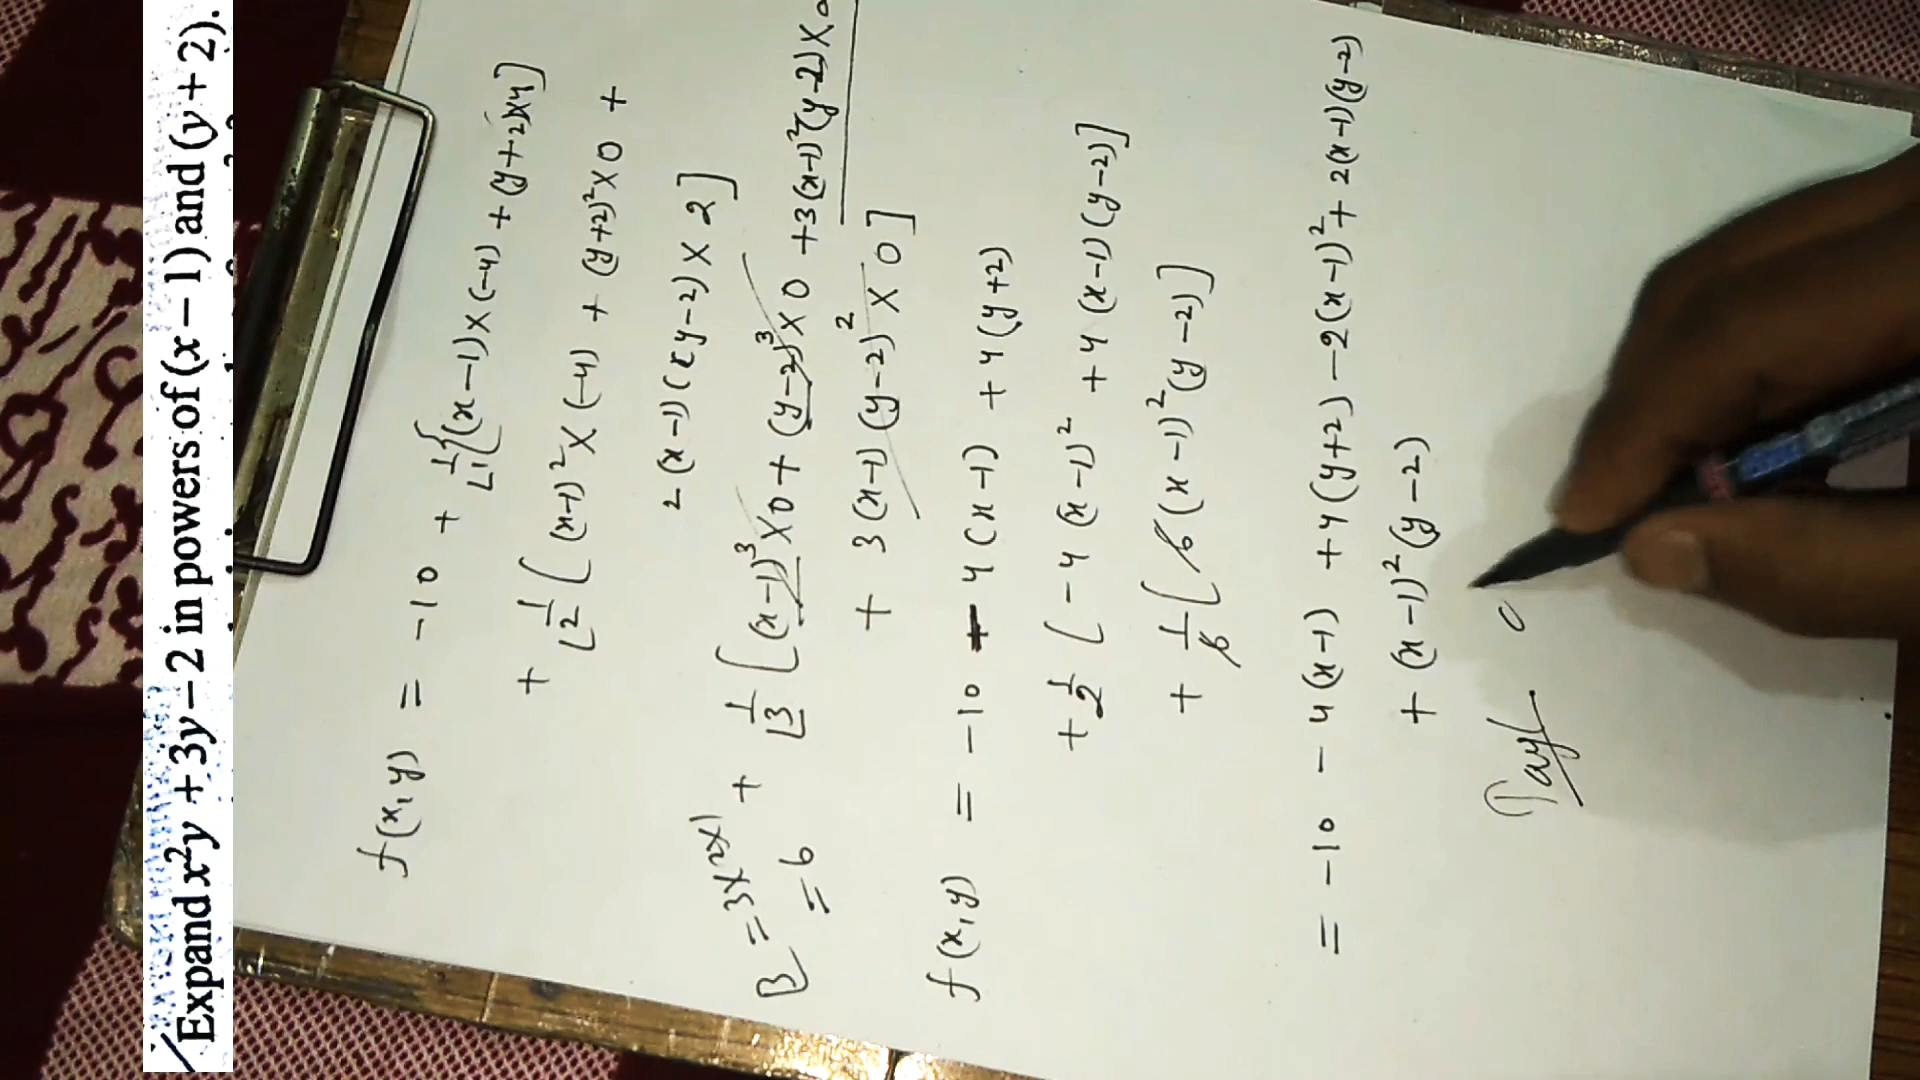 Expand x²y + 3y − 2 in powers of (x − 1) and (y + 2).
f(x,y) = -10 + 1/⌊1 [(x-1)×(-4) + (y+2)×4]
+ 1/⌊2 [(x-1)²×(-4) + (y+2)²×0 +
2(x-1)(xy-2)×2]
+ 1/⌊3 [(x-1)³×0 + (y-2)³×0 + 3(x-1)²(y-2)×
+ 3(x-1)(y-2)²×0]
⌊3 = 3×2×1
= 6
f(x,y) = -10 - 4(x-1) + 4(y+2)
+ 1/2 [-4(x-1)² + 4(x-1)(y-2)]
+ 1/6 [6(x-1)²(y-2)]
= -10 - 4(x-1) + 4(y+2) - 2(x-1)² + 2(x-1)(y-2)
+ (x-1)²(y-2)
Tayl